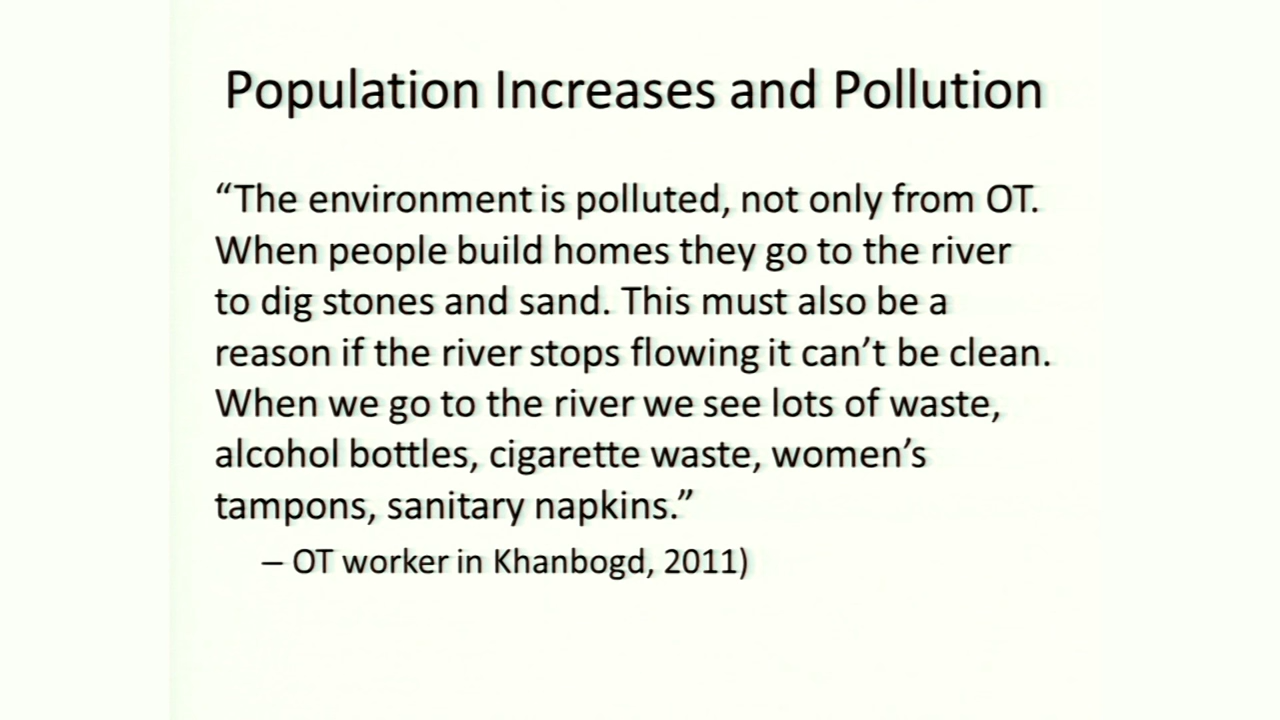 Population Increases and Pollution
“The environment is polluted, not only from OT.
When people build homes they go to the river
to dig stones and sand. This must also be a
reason if the river stops flowing it can’t be clean.
When we go to the river we see lots of waste,
alcohol bottles, cigarette waste, women’s
tampons, sanitary napkins.”
– OT worker in Khanbogd, 2011)